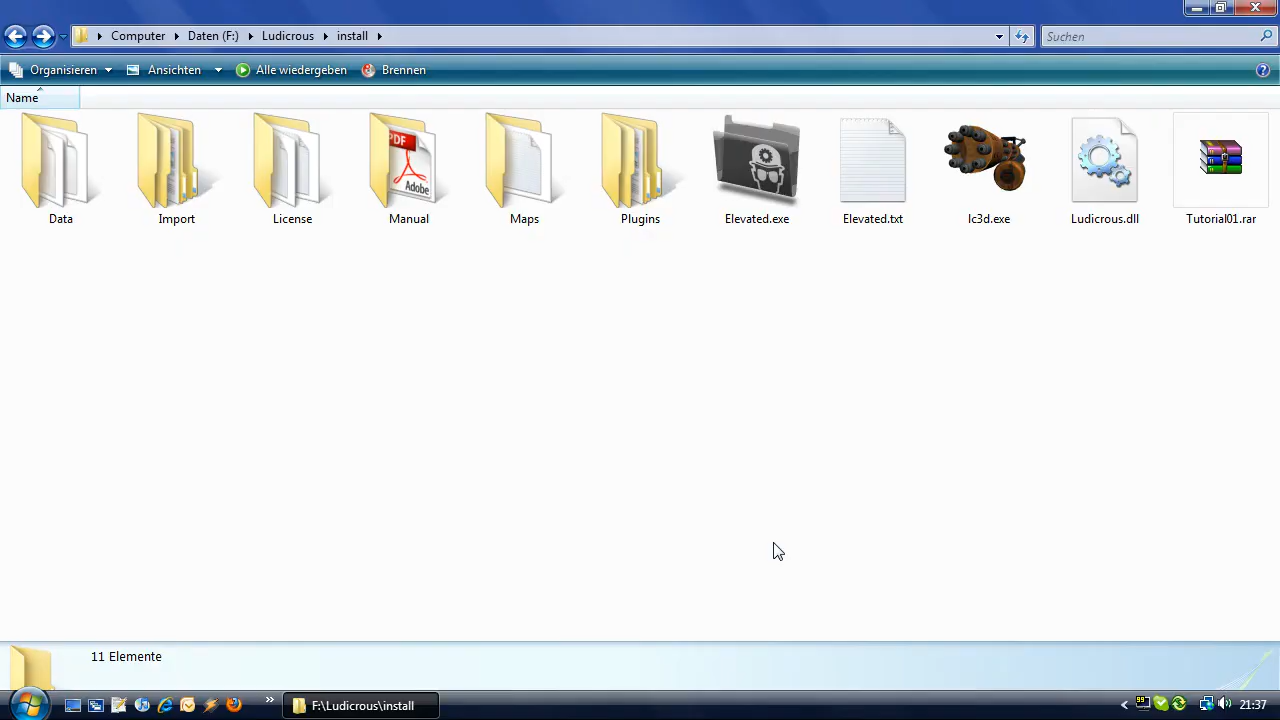 Computer Daten (F:) Ludicrous install
Suchen
Organisieren Ansichten Alle wiedergeben Brennen
Name
PDF
Adobe
Data Import License Manual Maps Plugins Elevated.exe Elevated.txt lc3d.exe Ludicrous.dll Tutorial01.rar
11 Elemente
F:\Ludicrous\install
21:37